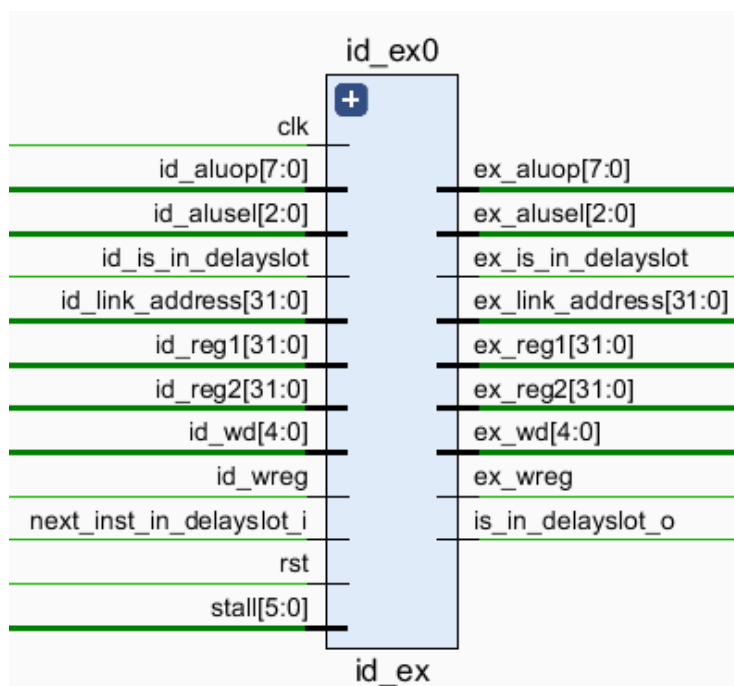 id_ex0
clk
id_aluop[7:0] ex_aluop[7:0]
id_alusel[2:0] ex_alusel[2:0]
id_is_in_delayslot ex_is_in_delayslot
id_link_address[31:0] ex_link_address[31:0]
id_reg1[31:0] ex_reg1[31:0]
id_reg2[31:0] ex_reg2[31:0]
id_wd[4:0] ex_wd[4:0]
id_wreg ex_wreg
next_inst_in_delayslot_i is_in_delayslot_o
rst
stall[5:0]
id_ex